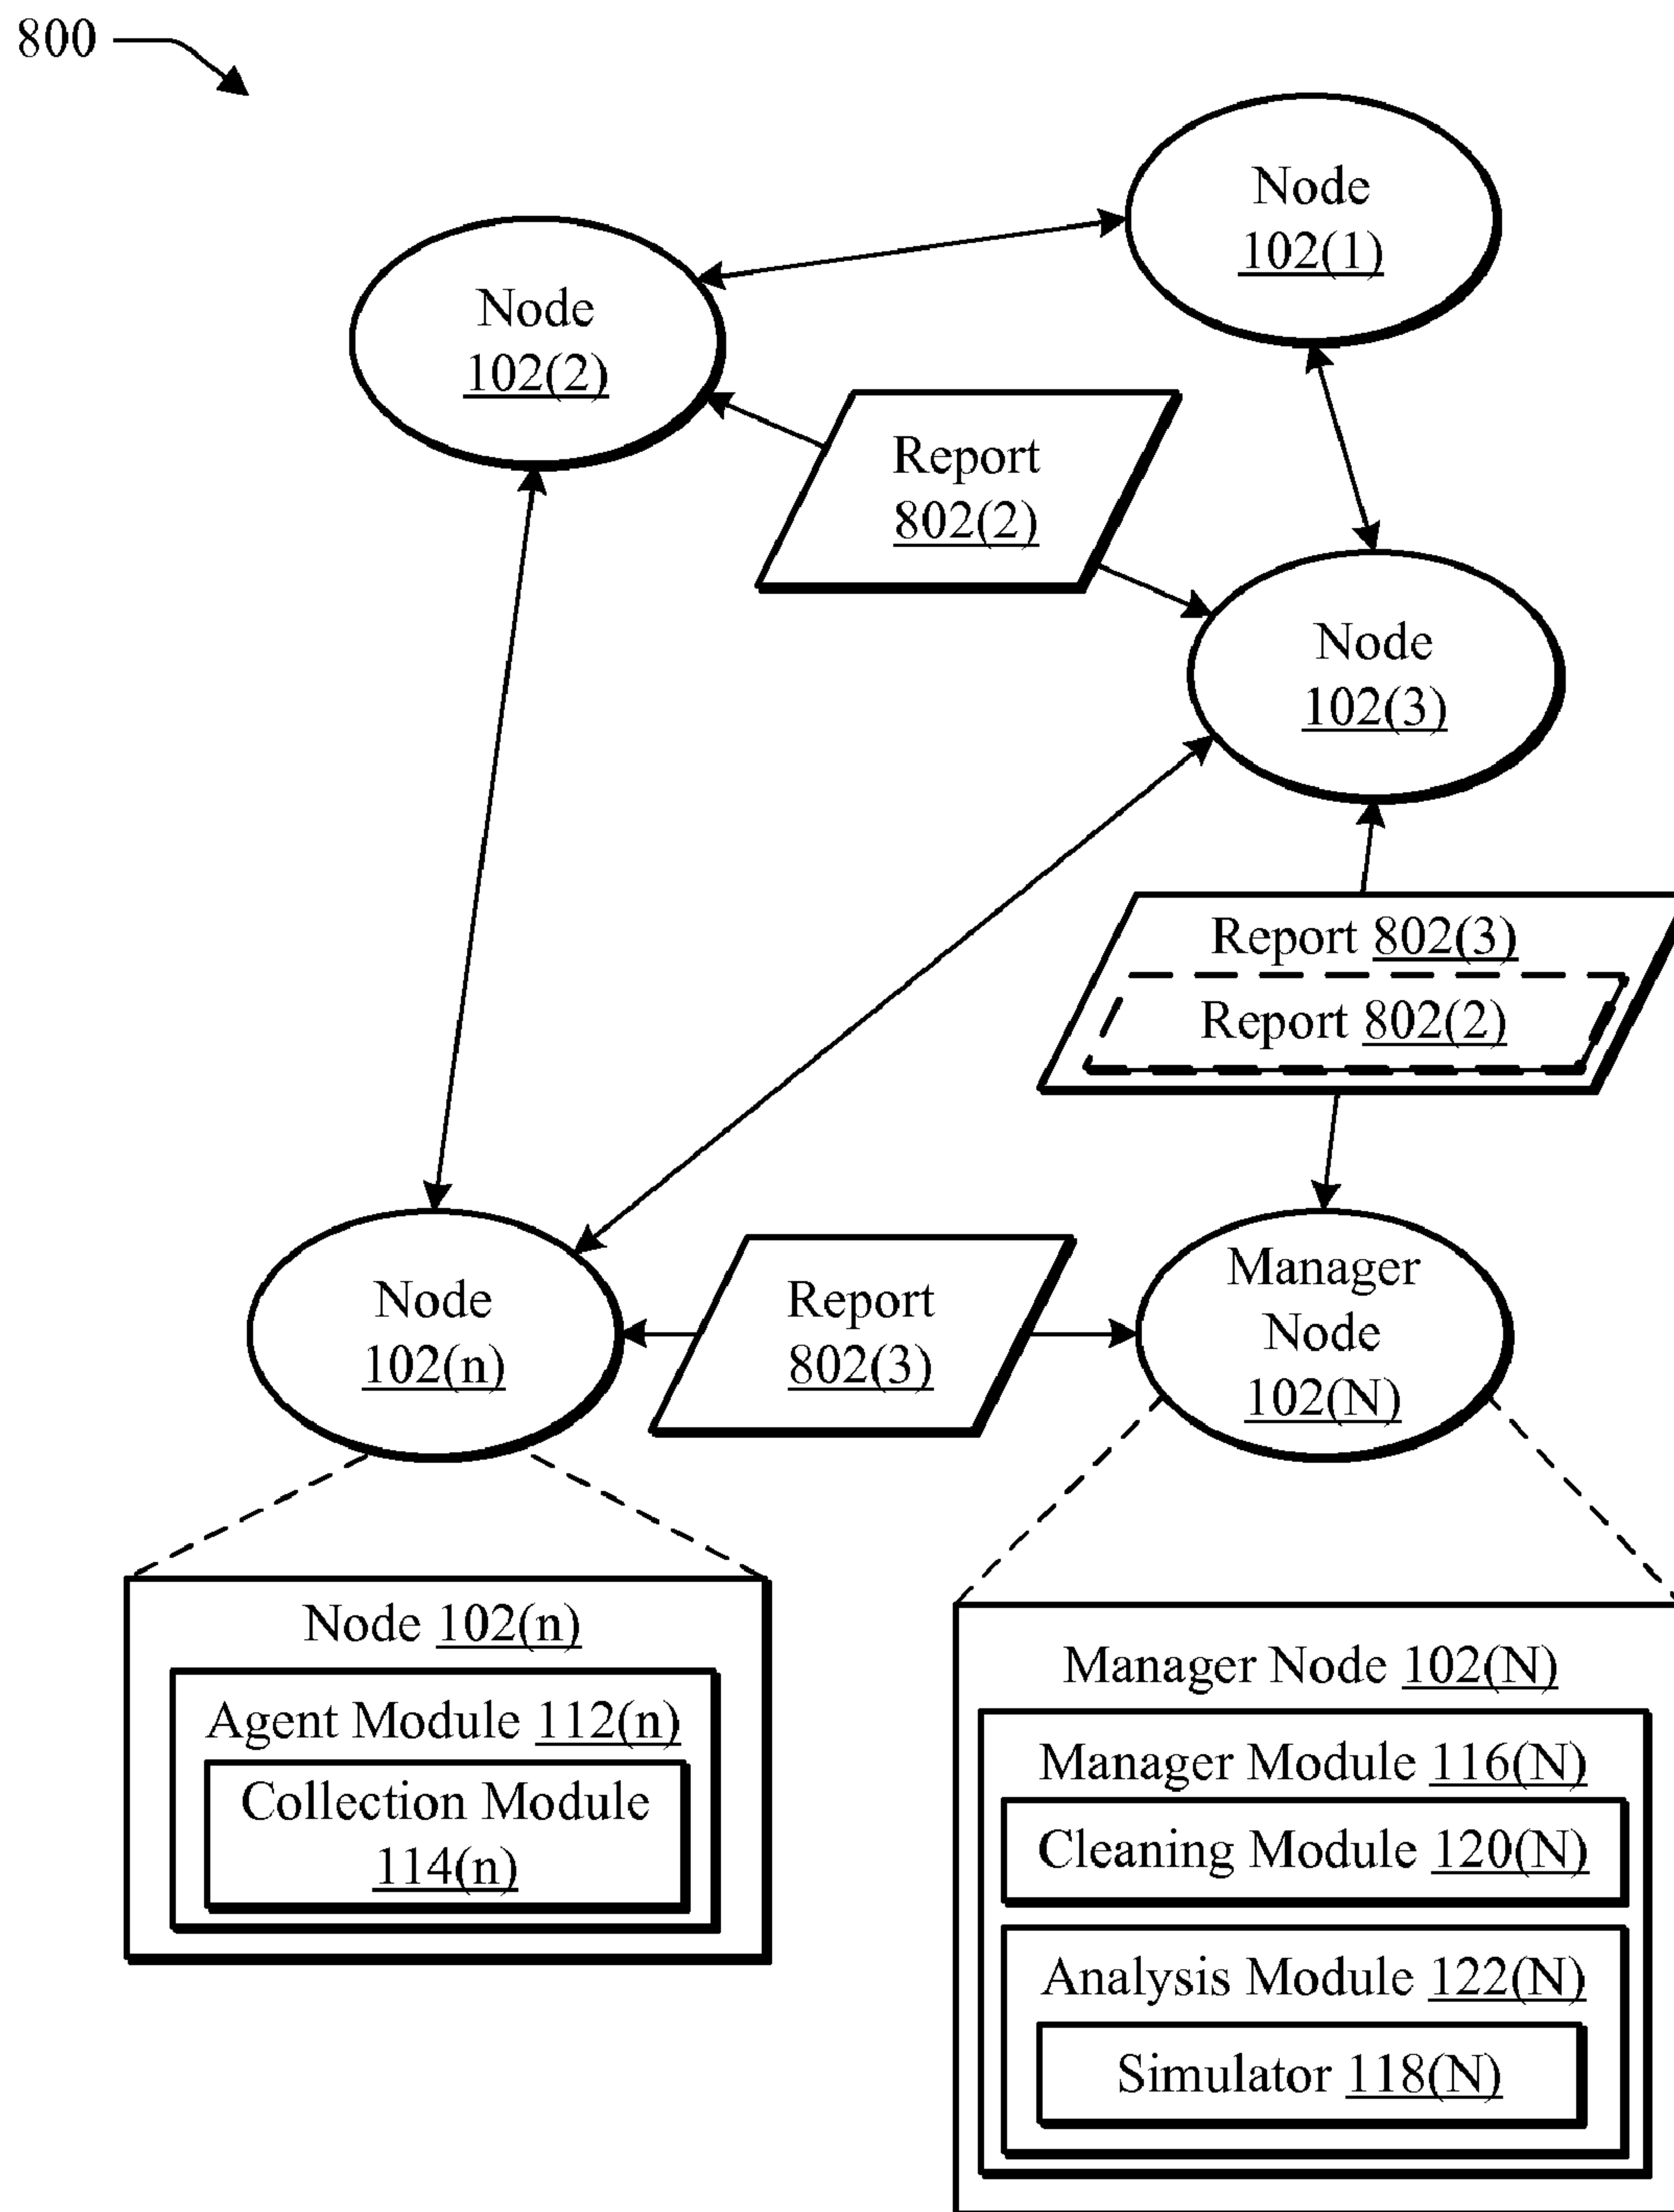 800
Node
102(1)
Node
102(2)
Report
802(2)
Node
102(3)
Report 802(3)
Report 802(2)
Node
102(n)
Report
802(3)
Manager
Node
102(N)
Node 102(n)
Agent Module 112(n)
Collection Module
114(n)
Manager Node 102(N)
Manager Module 116(N)
Cleaning Module 120(N)
Analysis Module 122(N)
Simulator 118(N)